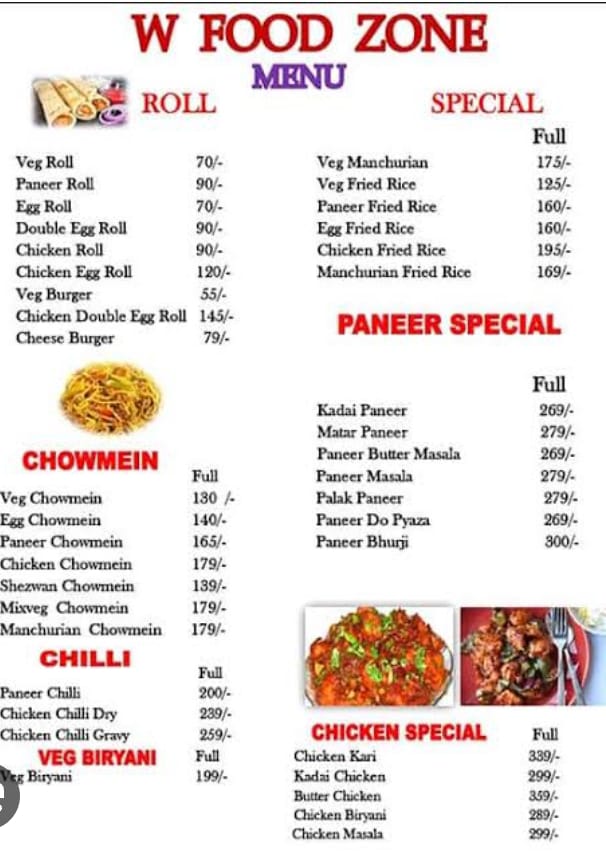 W FOOD ZONE
MENU
ROLL
Veg Roll 70/-
Paneer Roll 90/-
Egg Roll 70/-
Double Egg Roll 90/-
Chicken Roll 90/-
Chicken Egg Roll 120/-
Veg Burger 55/-
Chicken Double Egg Roll 145/-
Cheese Burger 79/-
CHOWMEIN
Full
Veg Chowmein 130 /-
Egg Chowmein 140/-
Paneer Chowmein 165/-
Chicken Chowmein 179/-
Shezwan Chowmein 139/-
Mixveg Chowmein 179/-
Manchurian Chowmein 179/-
CHILLI
Full
Paneer Chilli 200/-
Chicken Chilli Dry 239/-
Chicken Chilli Gravy 259/-
VEG BIRYANI Full
Veg Biryani 199/-
SPECIAL
Full
Veg Manchurian 175/-
Veg Fried Rice 125/-
Paneer Fried Rice 160/-
Egg Fried Rice 160/-
Chicken Fried Rice 195/-
Manchurian Fried Rice 169/-
PANEER SPECIAL
Full
Kadai Paneer 269/-
Matar Paneer 279/-
Paneer Butter Masala 269/-
Paneer Masala 279/-
Palak Paneer 279/-
Paneer Do Pyaza 269/-
Paneer Bhurji 300/-
CHICKEN SPECIAL Full
Chicken Kari 339/-
Kadai Chicken 299/-
Butter Chicken 359/-
Chicken Biryani 289/-
Chicken Masala 299/-